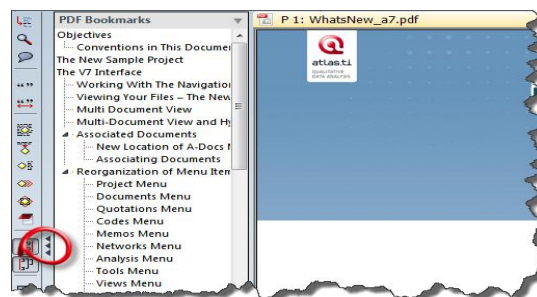 PDF Bookmarks
Objectives
Conventions in This Documen
The New Sample Project
The V7 Interface
Working With The Navigation
Viewing Your Files – The New
Multi Document View
Multi-Document View and Hy
Associated Documents
New Location of A-Docs
Associating Documents
Reorganization of Menu Item
Project Menu
Documents Menu
Quotations Menu
Codes Menu
Memos Menu
Networks Menu
Analysis Menu
Tools Menu
Views Menu
P 1: WhatsNew_a7.pdf
atlas.ti
QUALITATIVE
DATA ANALYSIS